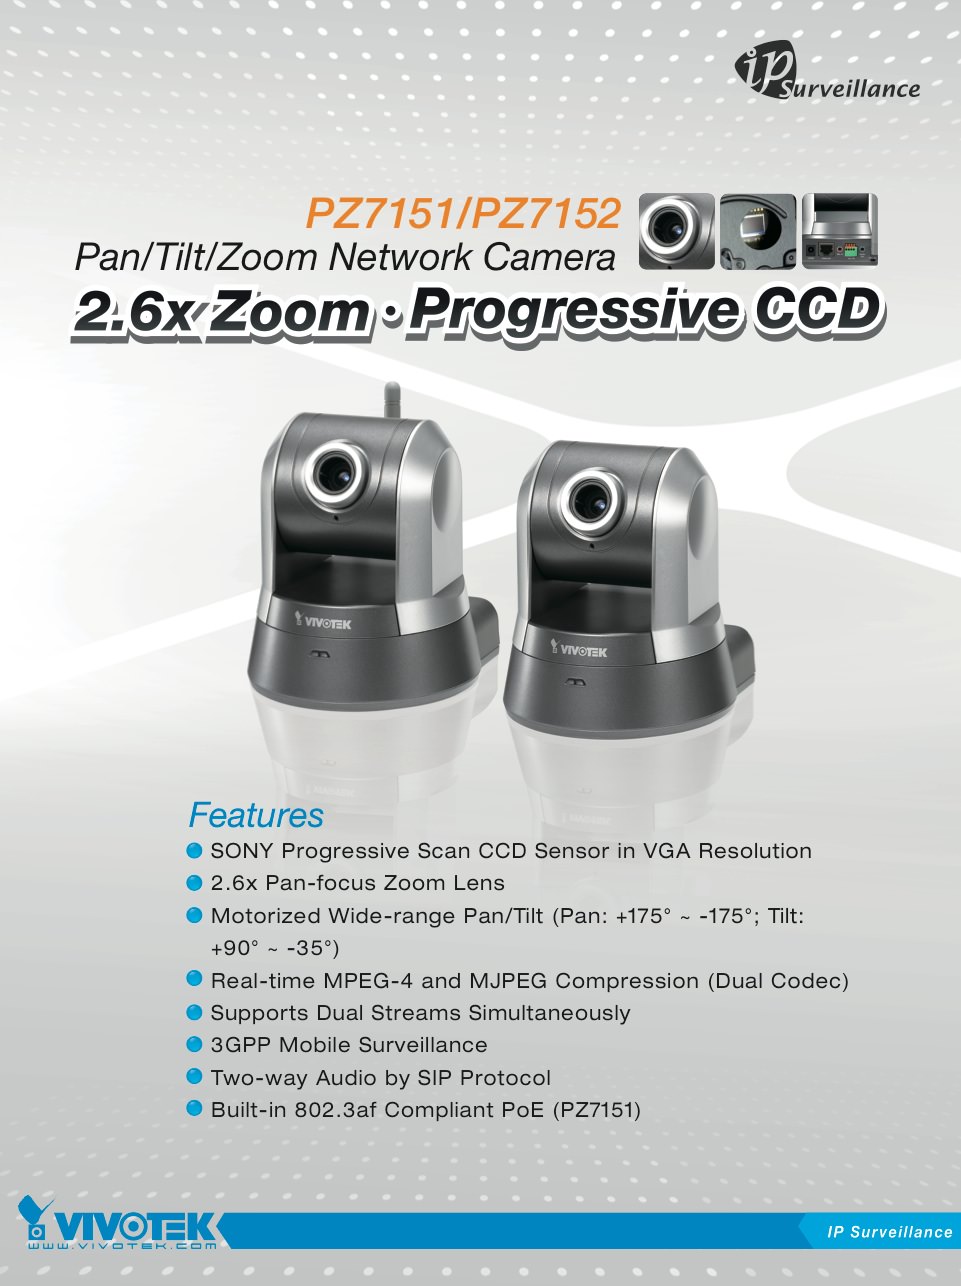 iP Surveillance
PZ7151/PZ7152
Pan/Tilt/Zoom Network Camera
2.6x Zoom · Progressive CCD
VIVOTEK
VIVOTEK
Features
SONY Progressive Scan CCD Sensor in VGA Resolution
2.6x Pan-focus Zoom Lens
Motorized Wide-range Pan/Tilt (Pan: +175° ~ -175°; Tilt:
+90° ~ -35°)
Real-time MPEG-4 and MJPEG Compression (Dual Codec)
Supports Dual Streams Simultaneously
3GPP Mobile Surveillance
Two-way Audio by SIP Protocol
Built-in 802.3af Compliant PoE (PZ7151)
VIVOTEK
www.vivotek.com
IP Surveillance